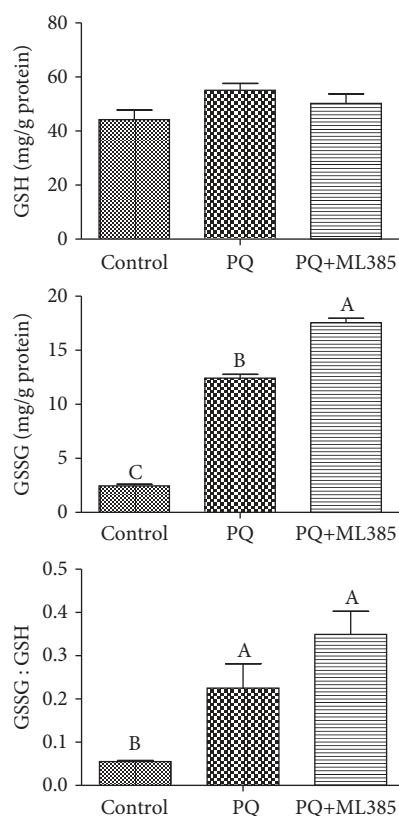 80
60
40
20
0
GSH (mg/g protein)
Control PQ PQ+ML385
20
15
10
5
0
GSSG (mg/g protein)
C B A
Control PQ PQ+ML385
0.5
0.4
0.3
0.2
0.1
0.0
GSSG : GSH
B A A
Control PQ PQ+ML385